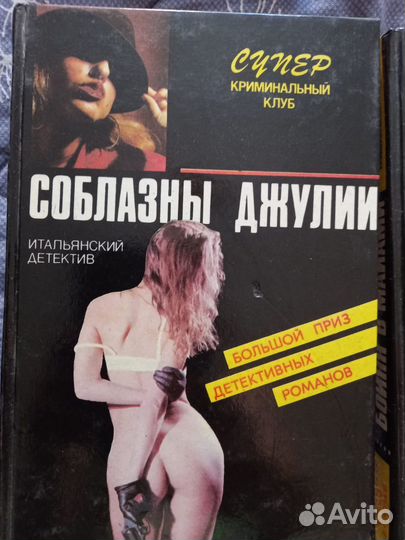 СУПЕР
КРИМИНАЛЬНЫЙ
КЛУБ
СОБЛАЗНЫ ДЖУЛИИ
ИТАЛЬЯНСКИЙ
ДЕТЕКТИВ
БОЛЬШОЙ ПРИЗ
ДЕТЕКТИВНЫХ
РОМАНОВ
Avito